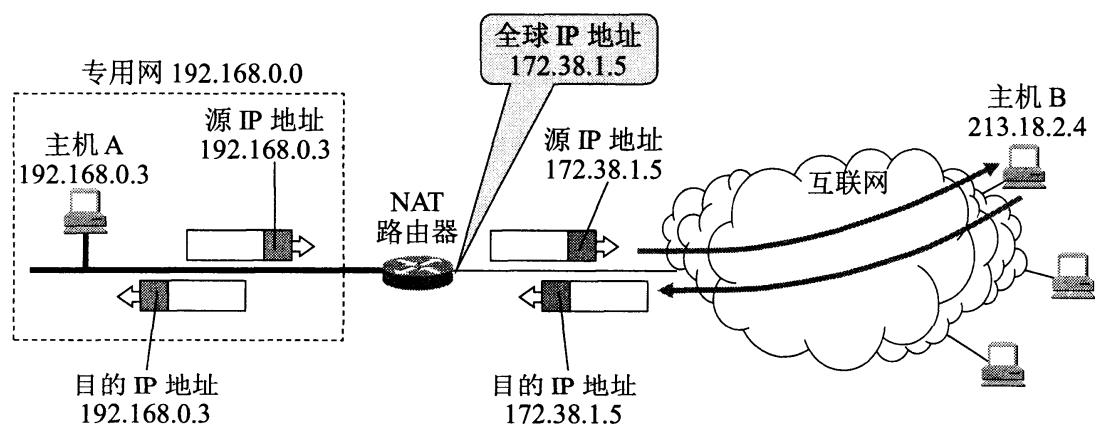 全球 IP 地址
172.38.1.5
专用网 192.168.0.0
主机 A
192.168.0.3
源 IP 地址
192.168.0.3
NAT
路由器
源 IP 地址
172.38.1.5
互联网
主机 B
213.18.2.4
目的 IP 地址
192.168.0.3
目的 IP 地址
172.38.1.5